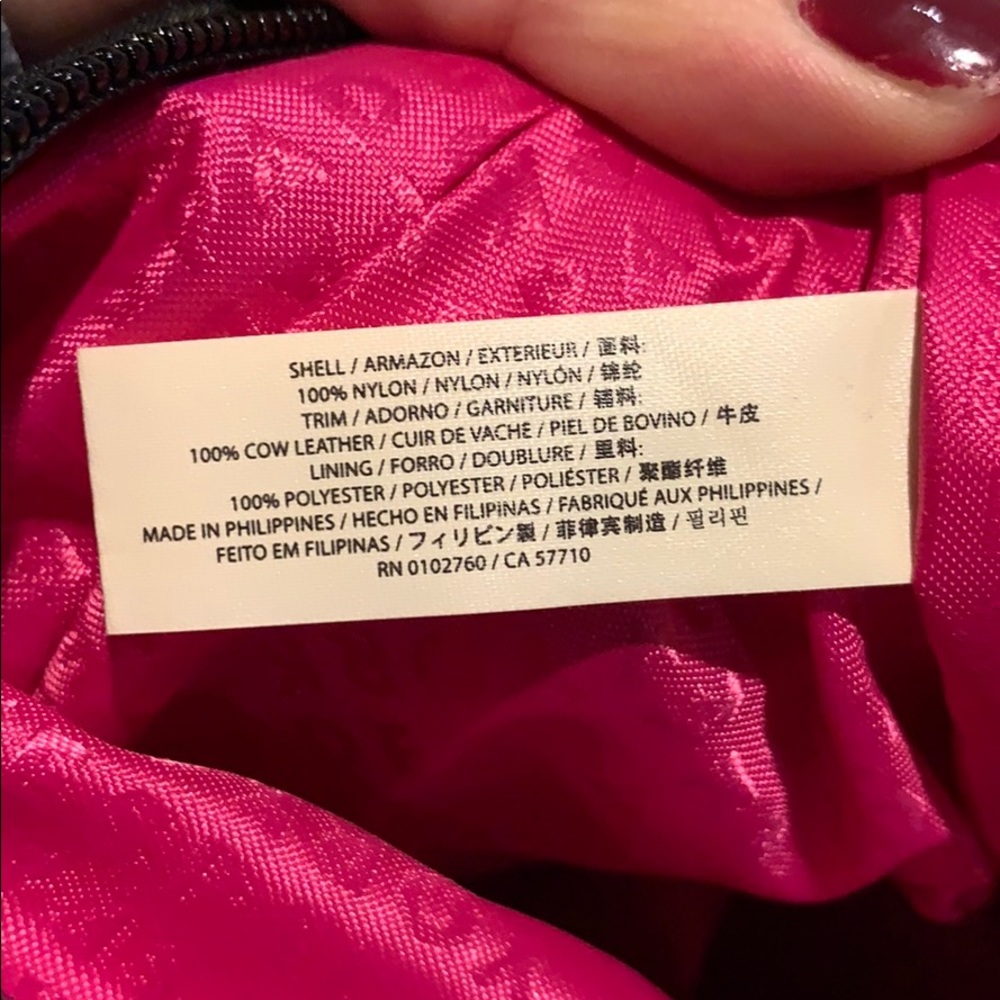 SHELL / ARMAZON / EXTERIEUR / 面料:
100% NYLON / NYLON / NYLÓN / 锦纶
TRIM / ADORNO / GARNITURE / 辅料:
100% COW LEATHER / CUIR DE VACHE / PIEL DE BOVINO / 牛皮
LINING / FORRO / DOUBLURE / 里料:
100% POLYESTER / POLYESTER / POLIÉSTER / 聚酯纤维
MADE IN PHILIPPINES / HECHO EN FILIPINAS / FABRIQUÉ AUX PHILIPPINES /
FEITO EM FILIPINAS / フィリピン製 / 菲律宾制造 / 필리핀
RN 0102760 / CA 57710